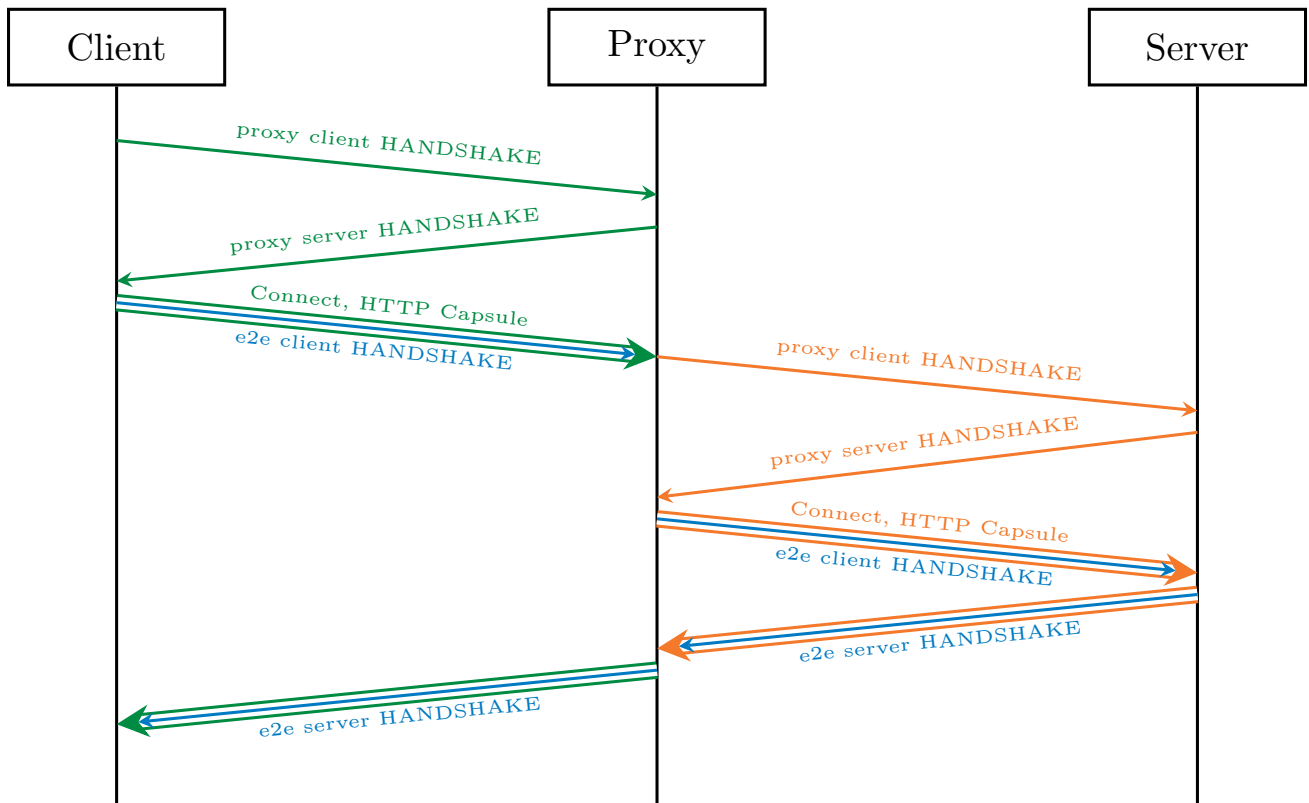 Client
Proxy
Server
proxy client HANDSHAKE
proxy server HANDSHAKE
Connect, HTTP Capsule
e2e client HANDSHAKE
proxy client HANDSHAKE
proxy server HANDSHAKE
Connect, HTTP Capsule
e2e client HANDSHAKE
e2e server HANDSHAKE
e2e server HANDSHAKE